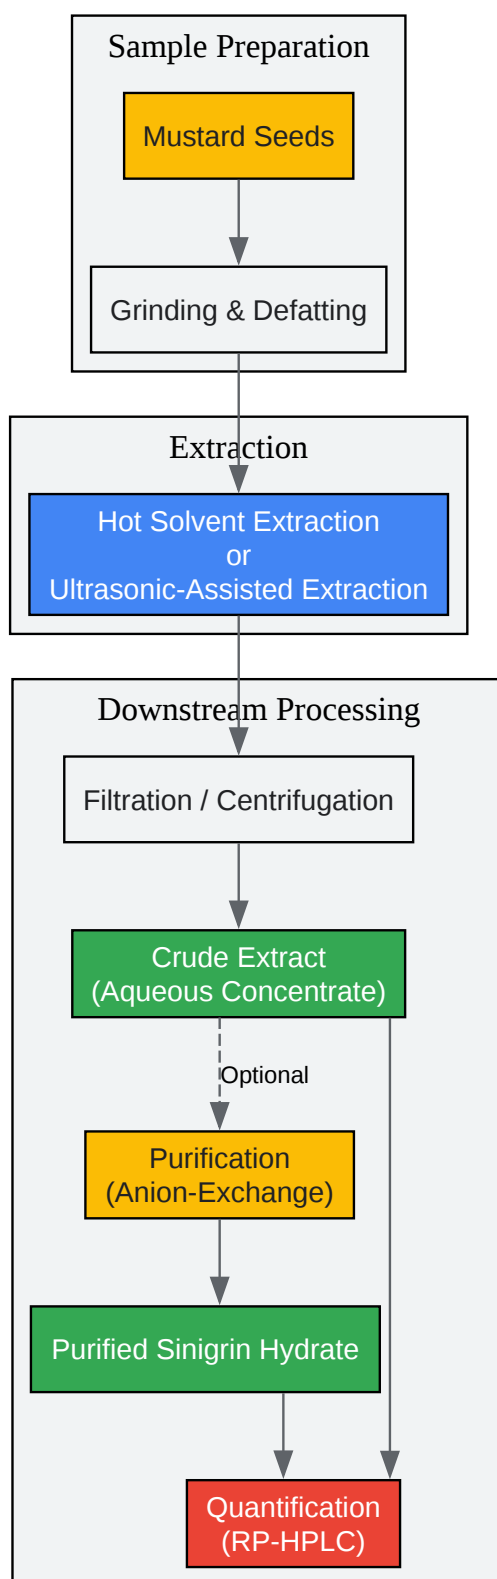 Sample Preparation
Mustard Seeds
Grinding & Defatting
Extraction
Hot Solvent Extraction
or
Ultrasonic-Assisted Extraction
Downstream Processing
Filtration / Centrifugation
Crude Extract
(Aqueous Concentrate)
Optional
Purification
(Anion-Exchange)
Purified Sinigrin Hydrate
Quantification
(RP-HPLC)